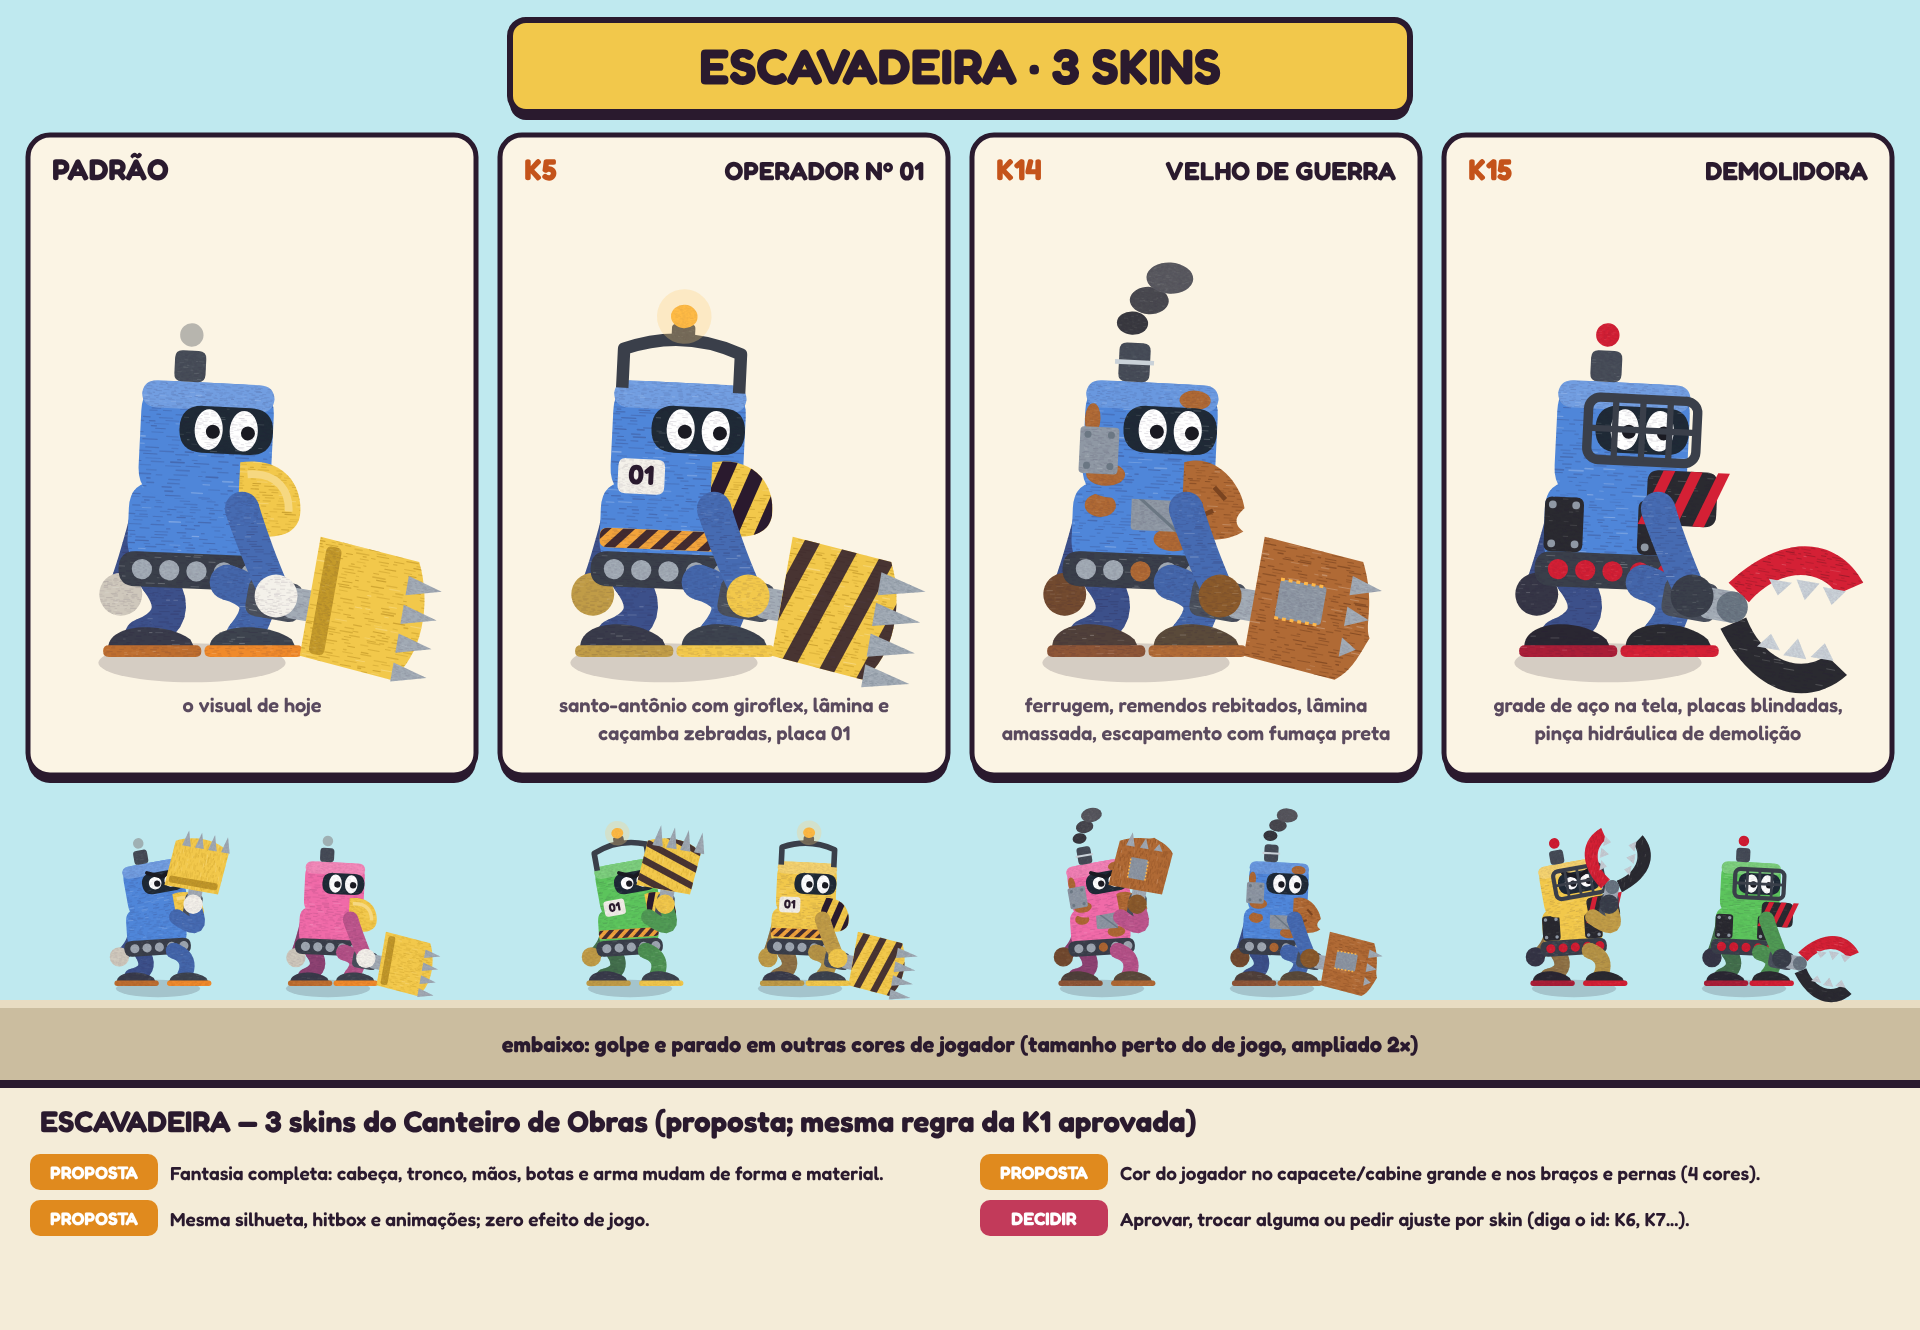 ESCAVADEIRA · 3 SKINS
PADRÃO
o visual de hoje
K5
OPERADOR Nº 01
01
santo-antônio com giroflex, lâmina e
caçamba zebradas, placa 01
K14
VELHO DE GUERRA
ferrugem, remendos rebitados, lâmina
amassada, escapamento com fumaça preta
K15
DEMOLIDORA
grade de aço na tela, placas blindadas,
pinça hidráulica de demolição
01
01
embaixo: golpe e parado em outras cores de jogador (tamanho perto do de jogo, ampliado 2x)
ESCAVADEIRA — 3 skins do Canteiro de Obras (proposta; mesma regra da K1 aprovada)
PROPOSTA Fantasia completa: cabeça, tronco, mãos, botas e arma mudam de forma e material.
PROPOSTA Cor do jogador no capacete/cabine grande e nos braços e pernas (4 cores).
PROPOSTA Mesma silhueta, hitbox e animações; zero efeito de jogo.
DECIDIR Aprovar, trocar alguma ou pedir ajuste por skin (diga o id: K6, K7...).